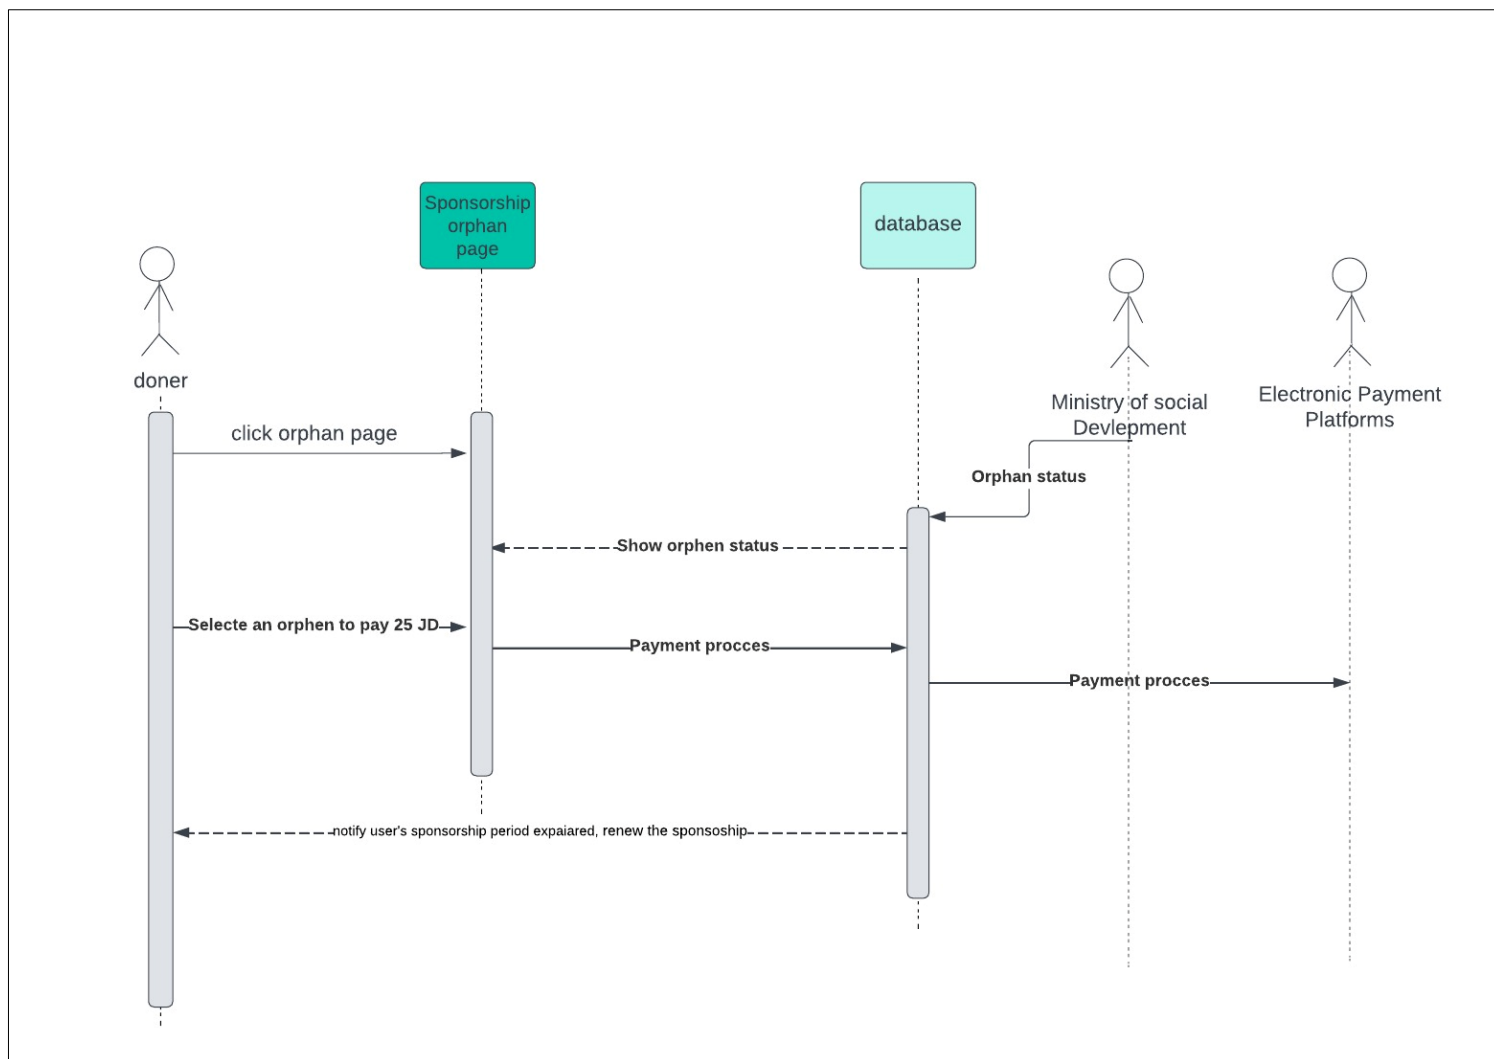 Sponsorship
orphan
page
database
doner
Ministry of social
Devlepment
Electronic Payment
Platforms
click orphan page
Orphan status
Show orphen status
Selecte an orphen to pay 25 JD
Payment procces
Payment procces
notify user's sponsorship period expaiared, renew the sponsoship